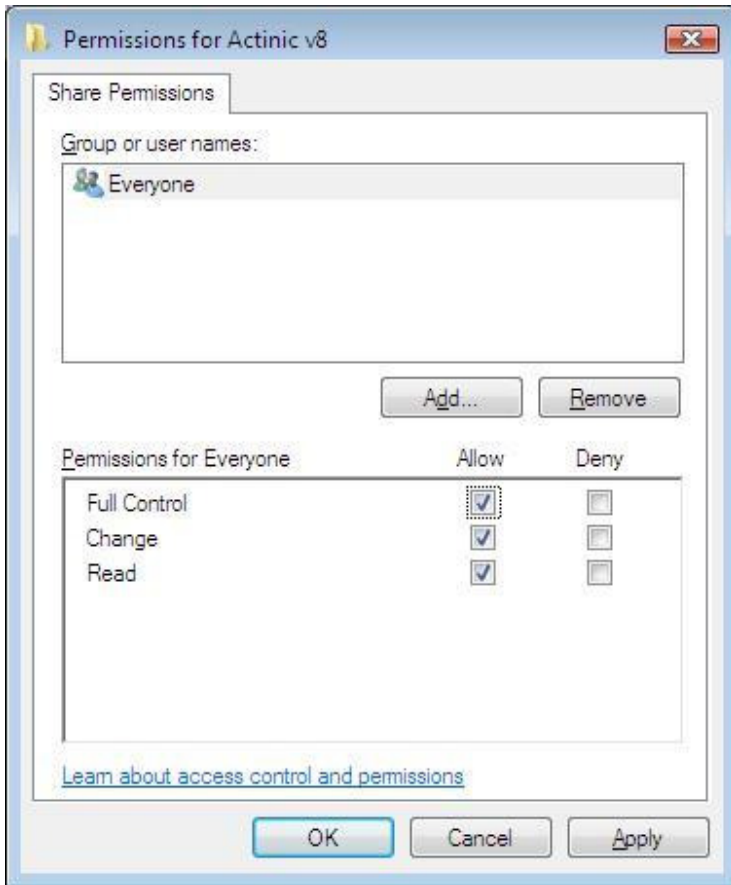 Permissions for Actinic v8
Share Permissions
Group or user names:
Everyone
Add... Remove
Permissions for Everyone Allow Deny
Full Control
Change
Read
Learn about access control and permissions
OK Cancel Apply